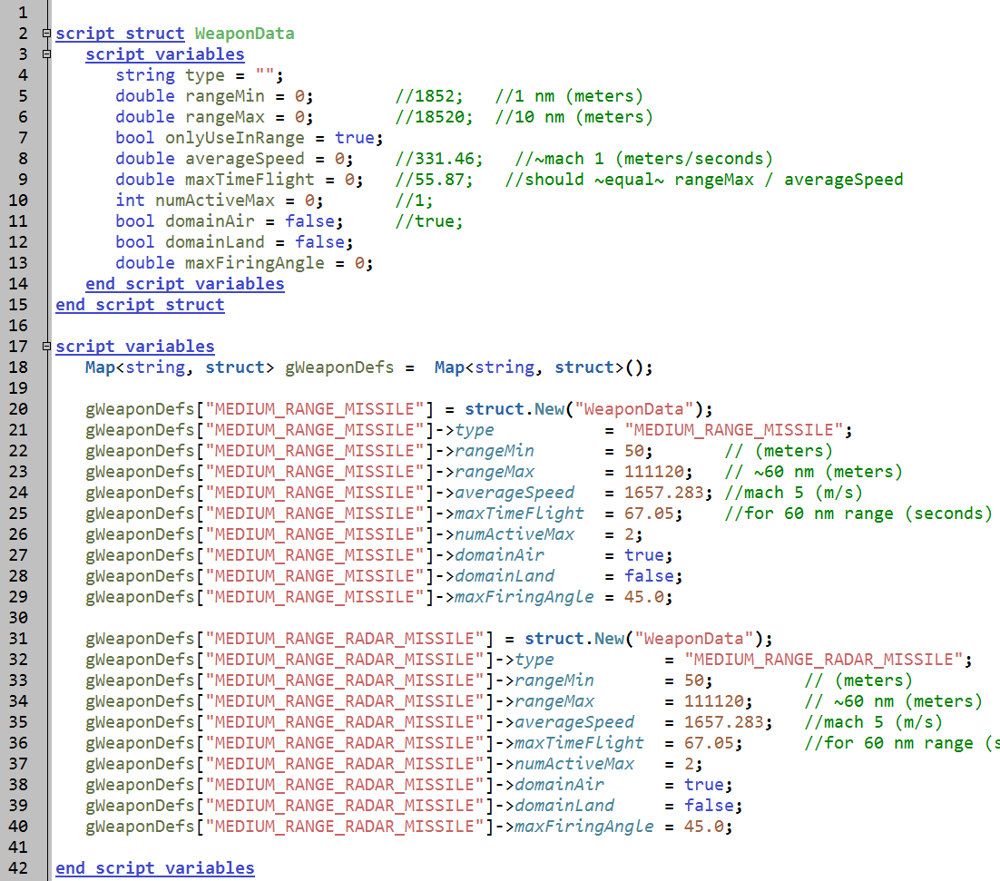 1
2 script struct WeaponData
3 script variables
4 string type = "";
5 double rangeMin = 0; //1852; //1 nm (meters)
6 double rangeMax = 0; //18520; //10 nm (meters)
7 bool onlyUseInRange = true;
8 double averageSpeed = 0; //331.46; //~mach 1 (meters/seconds)
9 double maxTimeFlight = 0; //55.87; //should ~equal~ rangeMax / averageSpeed
10 int numActiveMax = 0; //1;
11 bool domainAir = false; //true;
12 bool domainLand = false;
13 double maxFiringAngle = 0;
14 end script variables
15 end script struct
16
17 script variables
18 Map<string, struct> gWeaponDefs = Map<string, struct>();
19
20 gWeaponDefs["MEDIUM_RANGE_MISSILE"] = struct.New("WeaponData");
21 gWeaponDefs["MEDIUM_RANGE_MISSILE"]->type = "MEDIUM_RANGE_MISSILE";
22 gWeaponDefs["MEDIUM_RANGE_MISSILE"]->rangeMin = 50; // (meters)
23 gWeaponDefs["MEDIUM_RANGE_MISSILE"]->rangeMax = 111120; // ~60 nm (meters)
24 gWeaponDefs["MEDIUM_RANGE_MISSILE"]->averageSpeed = 1657.283; //mach 5 (m/s)
25 gWeaponDefs["MEDIUM_RANGE_MISSILE"]->maxTimeFlight = 67.05; //for 60 nm range (seconds)
26 gWeaponDefs["MEDIUM_RANGE_MISSILE"]->numActiveMax = 2;
27 gWeaponDefs["MEDIUM_RANGE_MISSILE"]->domainAir = true;
28 gWeaponDefs["MEDIUM_RANGE_MISSILE"]->domainLand = false;
29 gWeaponDefs["MEDIUM_RANGE_MISSILE"]->maxFiringAngle = 45.0;
30
31 gWeaponDefs["MEDIUM_RANGE_RADAR_MISSILE"] = struct.New("WeaponData");
32 gWeaponDefs["MEDIUM_RANGE_RADAR_MISSILE"]->type = "MEDIUM_RANGE_RADAR_MISSILE";
33 gWeaponDefs["MEDIUM_RANGE_RADAR_MISSILE"]->rangeMin = 50; // (meters)
34 gWeaponDefs["MEDIUM_RANGE_RADAR_MISSILE"]->rangeMax = 111120; // ~60 nm (meters)
35 gWeaponDefs["MEDIUM_RANGE_RADAR_MISSILE"]->averageSpeed = 1657.283; //mach 5 (m/s)
36 gWeaponDefs["MEDIUM_RANGE_RADAR_MISSILE"]->maxTimeFlight = 67.05; //for 60 nm range (s
37 gWeaponDefs["MEDIUM_RANGE_RADAR_MISSILE"]->numActiveMax = 2;
38 gWeaponDefs["MEDIUM_RANGE_RADAR_MISSILE"]->domainAir = true;
39 gWeaponDefs["MEDIUM_RANGE_RADAR_MISSILE"]->domainLand = false;
40 gWeaponDefs["MEDIUM_RANGE_RADAR_MISSILE"]->maxFiringAngle = 45.0;
41
42 end script variables